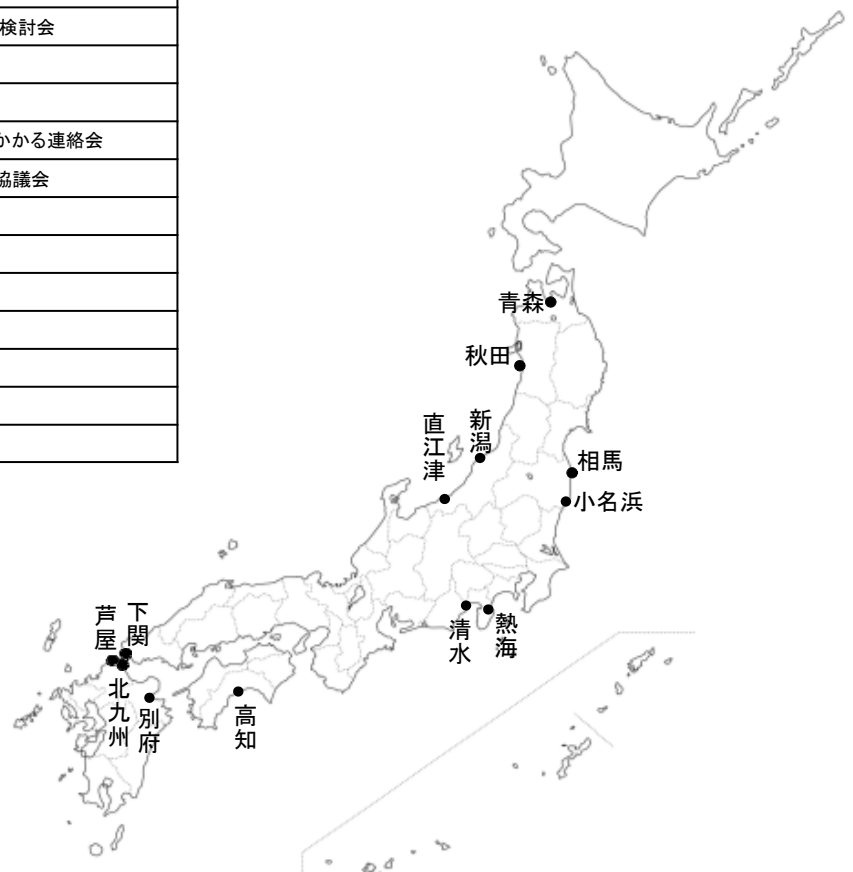 検討会
かかる連絡会
協議会
青森
秋田
新潟
直江津
相馬
小名浜
下関
芦屋
熱海
清水
北九州
別府
高知